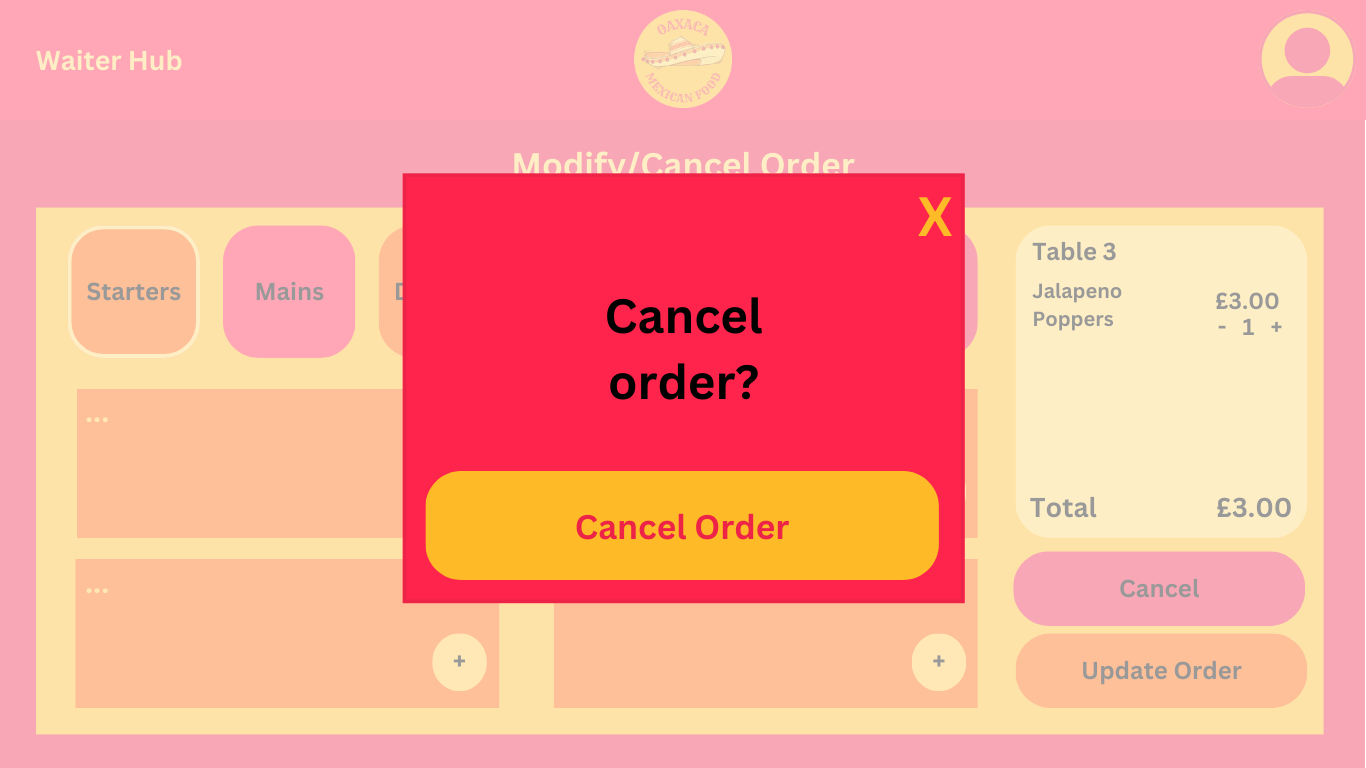 Waiter Hub
OAXACA
MEXICAN FOOD
Modify/Cancel Order
X
Cancel
order?
Cancel Order
Starters
Mains
...
...
+
+
Table 3
Jalapeno
Poppers
£3.00
- 1 +
Total £3.00
Cancel
Update Order